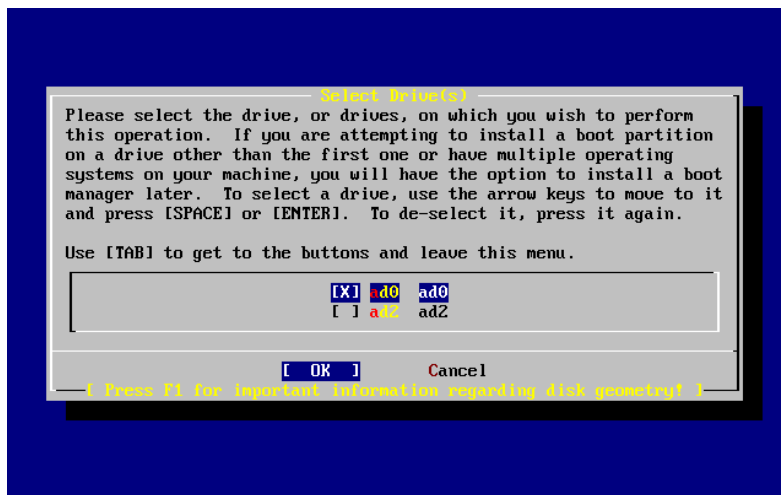 Select Drive(s)
Please select the drive, or drives, on which you wish to perform
this operation.  If you are attempting to install a boot partition
on a drive other than the first one or have multiple operating
systems on your machine, you will have the option to install a boot
manager later.  To select a drive, use the arrow keys to move to it
and press [SPACE] or [ENTER].  To de-select it, press it again.
Use [TAB] to get to the buttons and leave this menu.
[X] ad0 ad0
[ ] ad2 ad2
[ OK ] Cancel
[ Press F1 for important information regarding disk geometry! ]